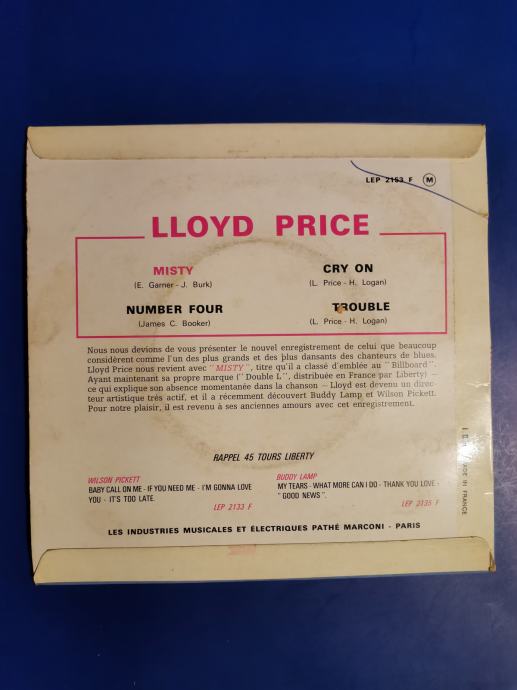 LEP 2153 F M
LLOYD PRICE
MISTY
(E. Garner - J. Burk)
CRY ON
(L. Price - H. Logan)
NUMBER FOUR
(James C. Booker)
TROUBLE
(L. Price - H. Logan)
Nous nous devions de vous présenter le nouvel enregistrement de celui que beaucoup
considèrent comme l'un des plus grands et des plus dansants des chanteurs de blues.
Lloyd Price nous revient avec "MISTY", titre qu'il a classé d'emblée au "Billboard".
Ayant maintenant sa propre marque ("Double L", distribuée en France par Liberty) —
ce qui explique son absence momentanée dans la chanson — Lloyd est devenu un direc-
teur artistique très actif, et il a récemment découvert Buddy Lamp et Wilson Pickett.
Pour notre plaisir, il est revenu à ses anciennes amours avec cet enregistrement.
RAPPEL 45 TOURS LIBERTY
WILSON PICKETT
BABY CALL ON ME - IF YOU NEED ME - I'M GONNA LOVE
YOU - IT'S TOO LATE.
LEP 2133 F
BUDDY LAMP
MY TEARS - WHAT MORE CAN I DO - THANK YOU LOVE -
"GOOD NEWS".
LEP 2135 F
LES INDUSTRIES MUSICALES ET ÉLECTRIQUES PATHÉ MARCONI - PARIS
MADE IN FRANCE